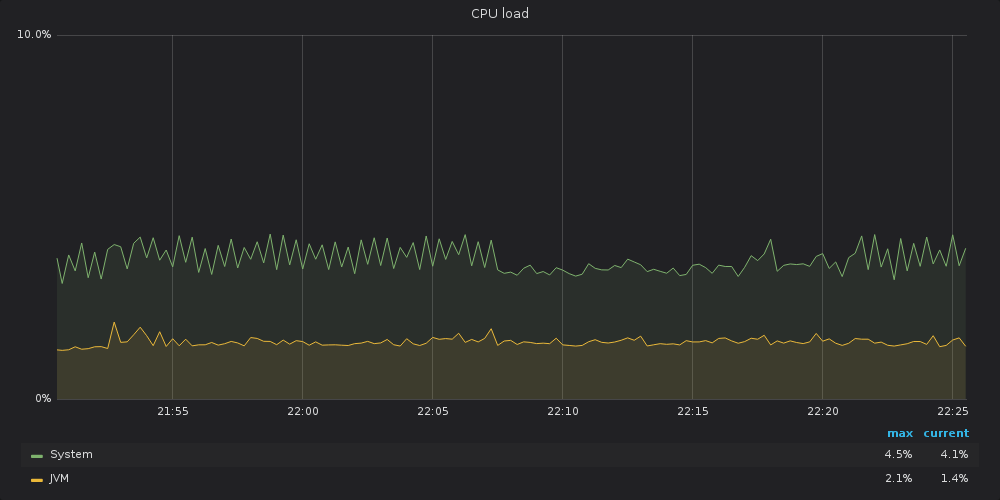 CPU load
10.0%
0%
21:55 22:00 22:05 22:10 22:15 22:20 22:25
max current
System 4.5% 4.1%
JVM 2.1% 1.4%